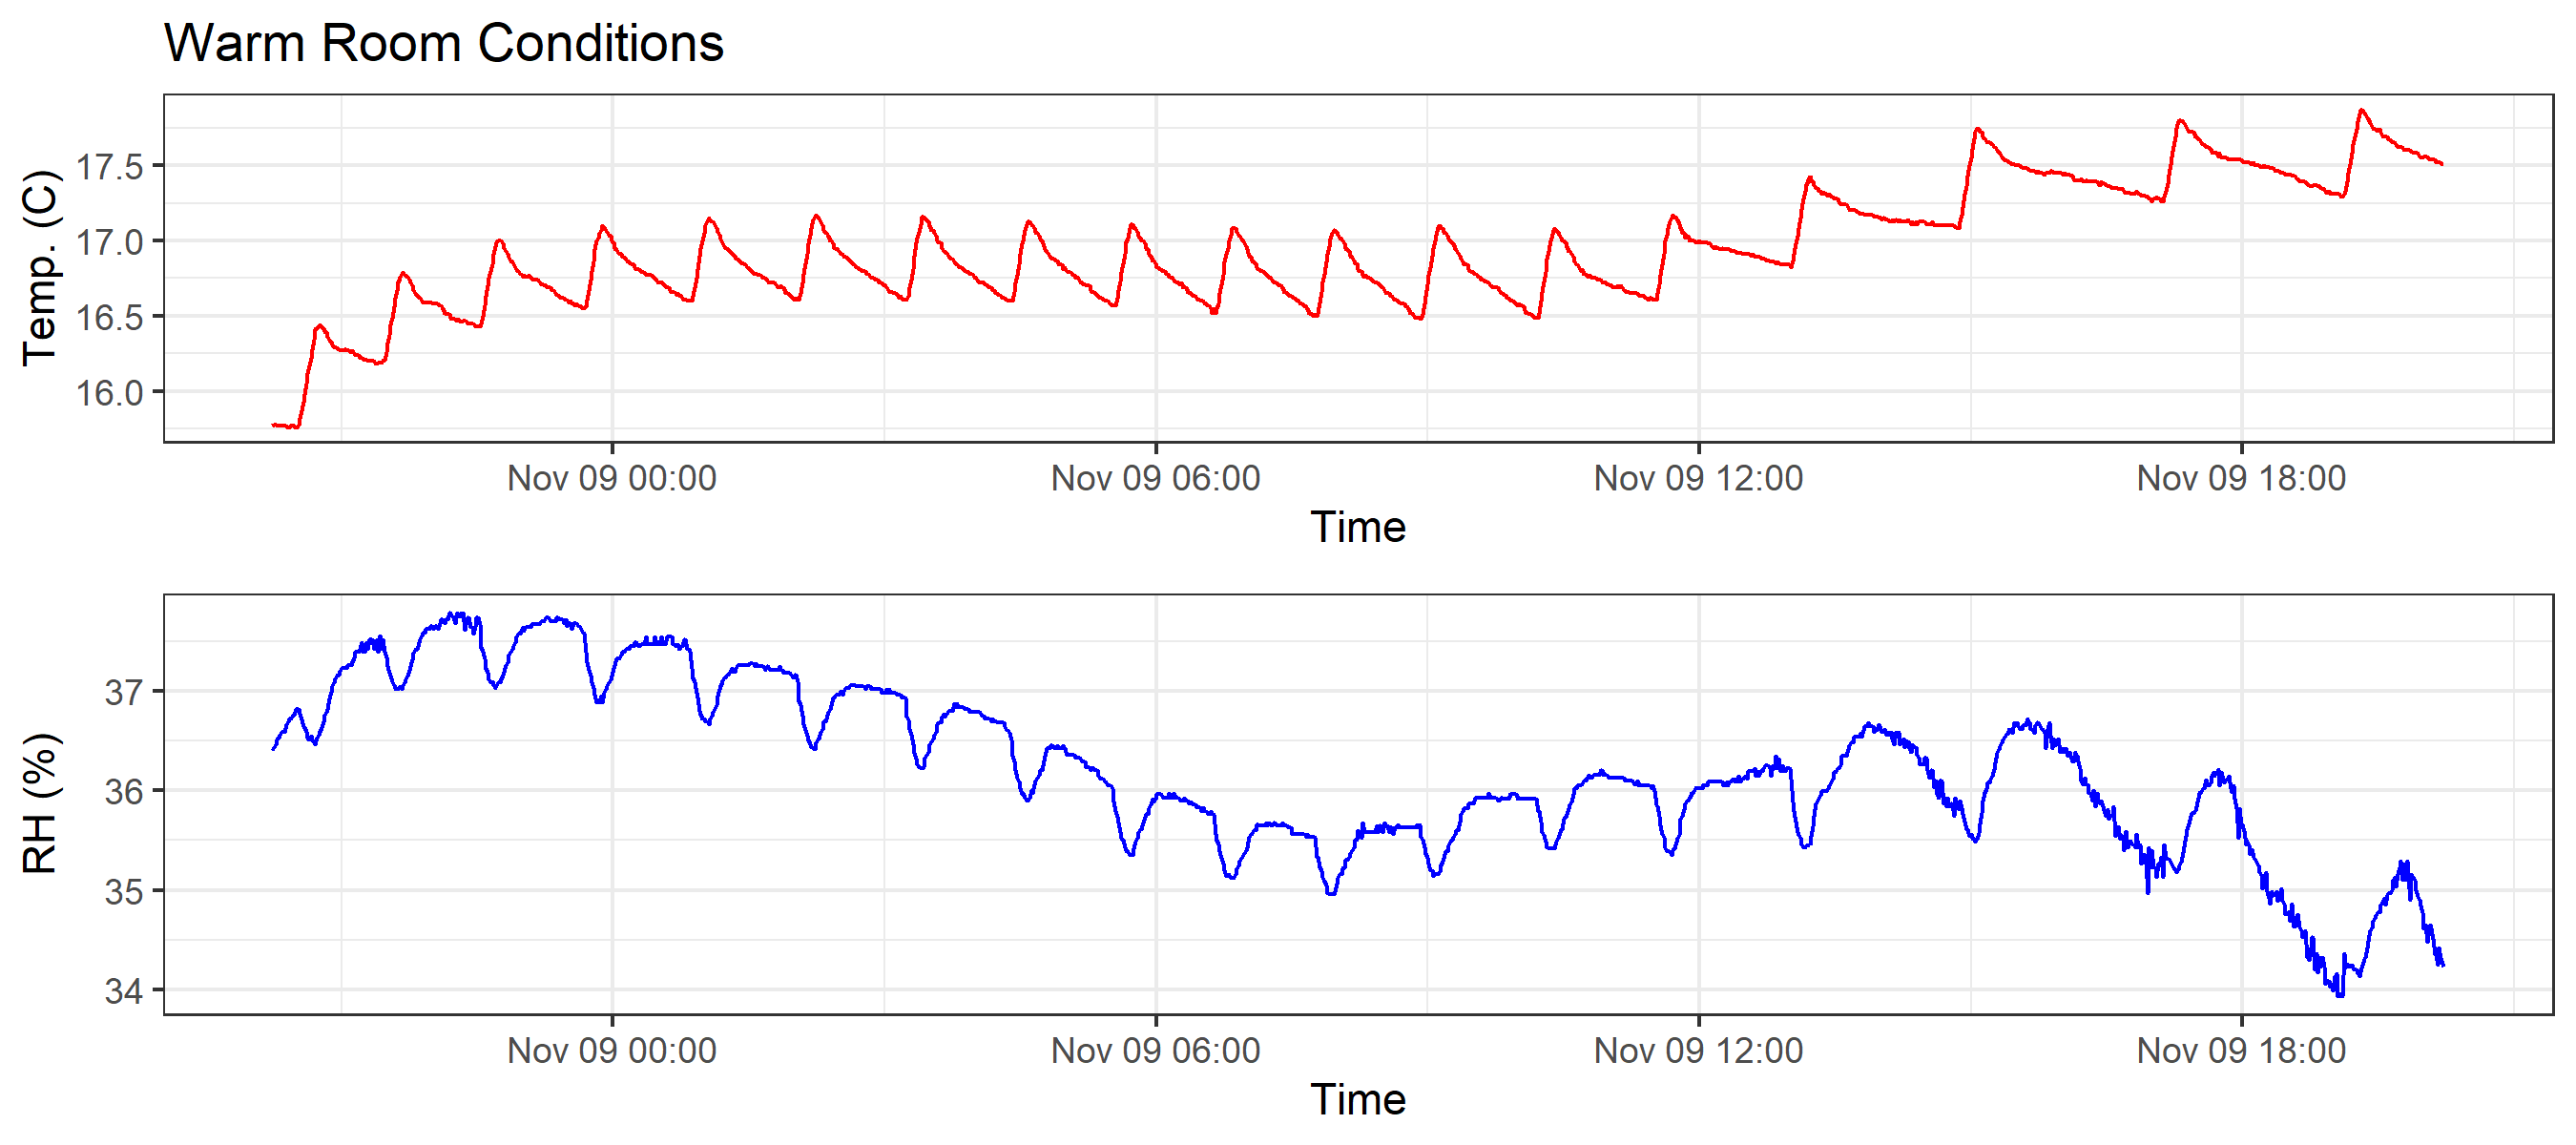 Warm Room Conditions
Temp. (C)
17.5
17.0
16.5
16.0
Nov 09 00:00 Nov 09 06:00 Nov 09 12:00 Nov 09 18:00
Time
RH (%)
37
36
35
34
Nov 09 00:00 Nov 09 06:00 Nov 09 12:00 Nov 09 18:00
Time